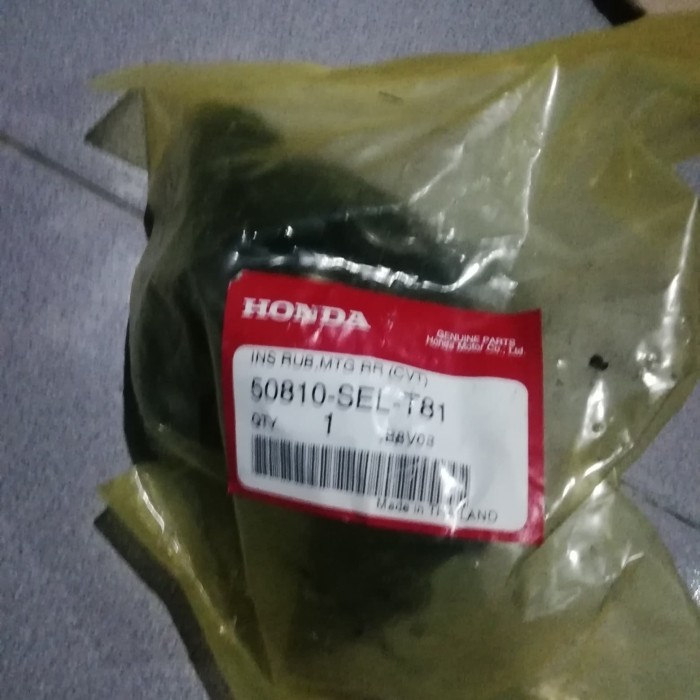 HONDA
GENUINE PARTS
Honda Motor Co., Ltd.
INS RUB,MTG RR (CVT)
50810-SEL-T81
QTY 1
Made in THAILAND